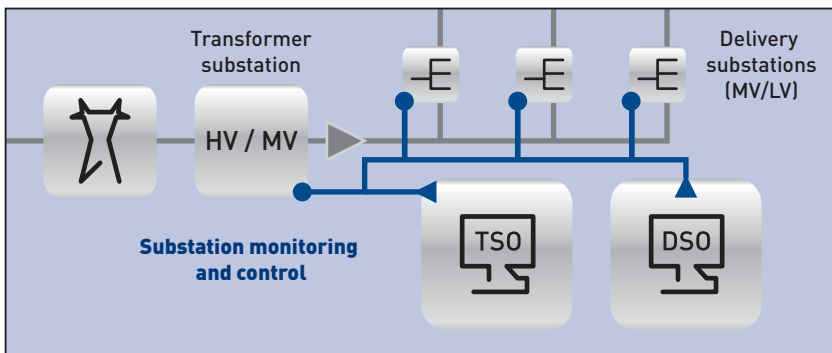 Transformer
substation
Delivery
substations
(MV/LV)
HV / MV
Substation monitoring
and control
TSO
DSO